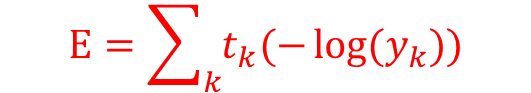 E = ∑ₖ tₖ(−log(yₖ))